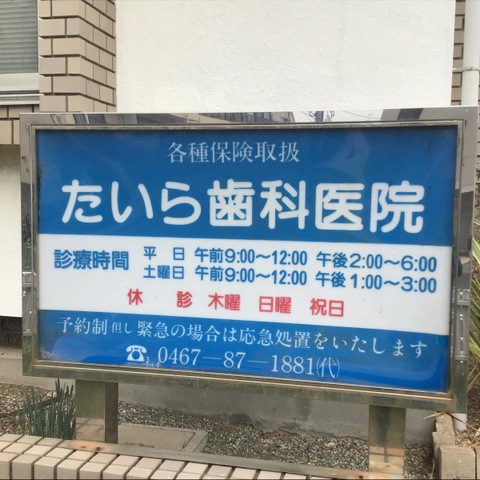 各種保険取扱
たいら歯科医院
診療時間 平日 午前9:00〜12:00 午後2:00〜6:00
土曜日 午前9:00〜12:00 午後1:00〜3:00
休診 木曜 日曜 祝日
予約制 但し 緊急の場合は応急処置をいたします
☎0467―87―1881㈹